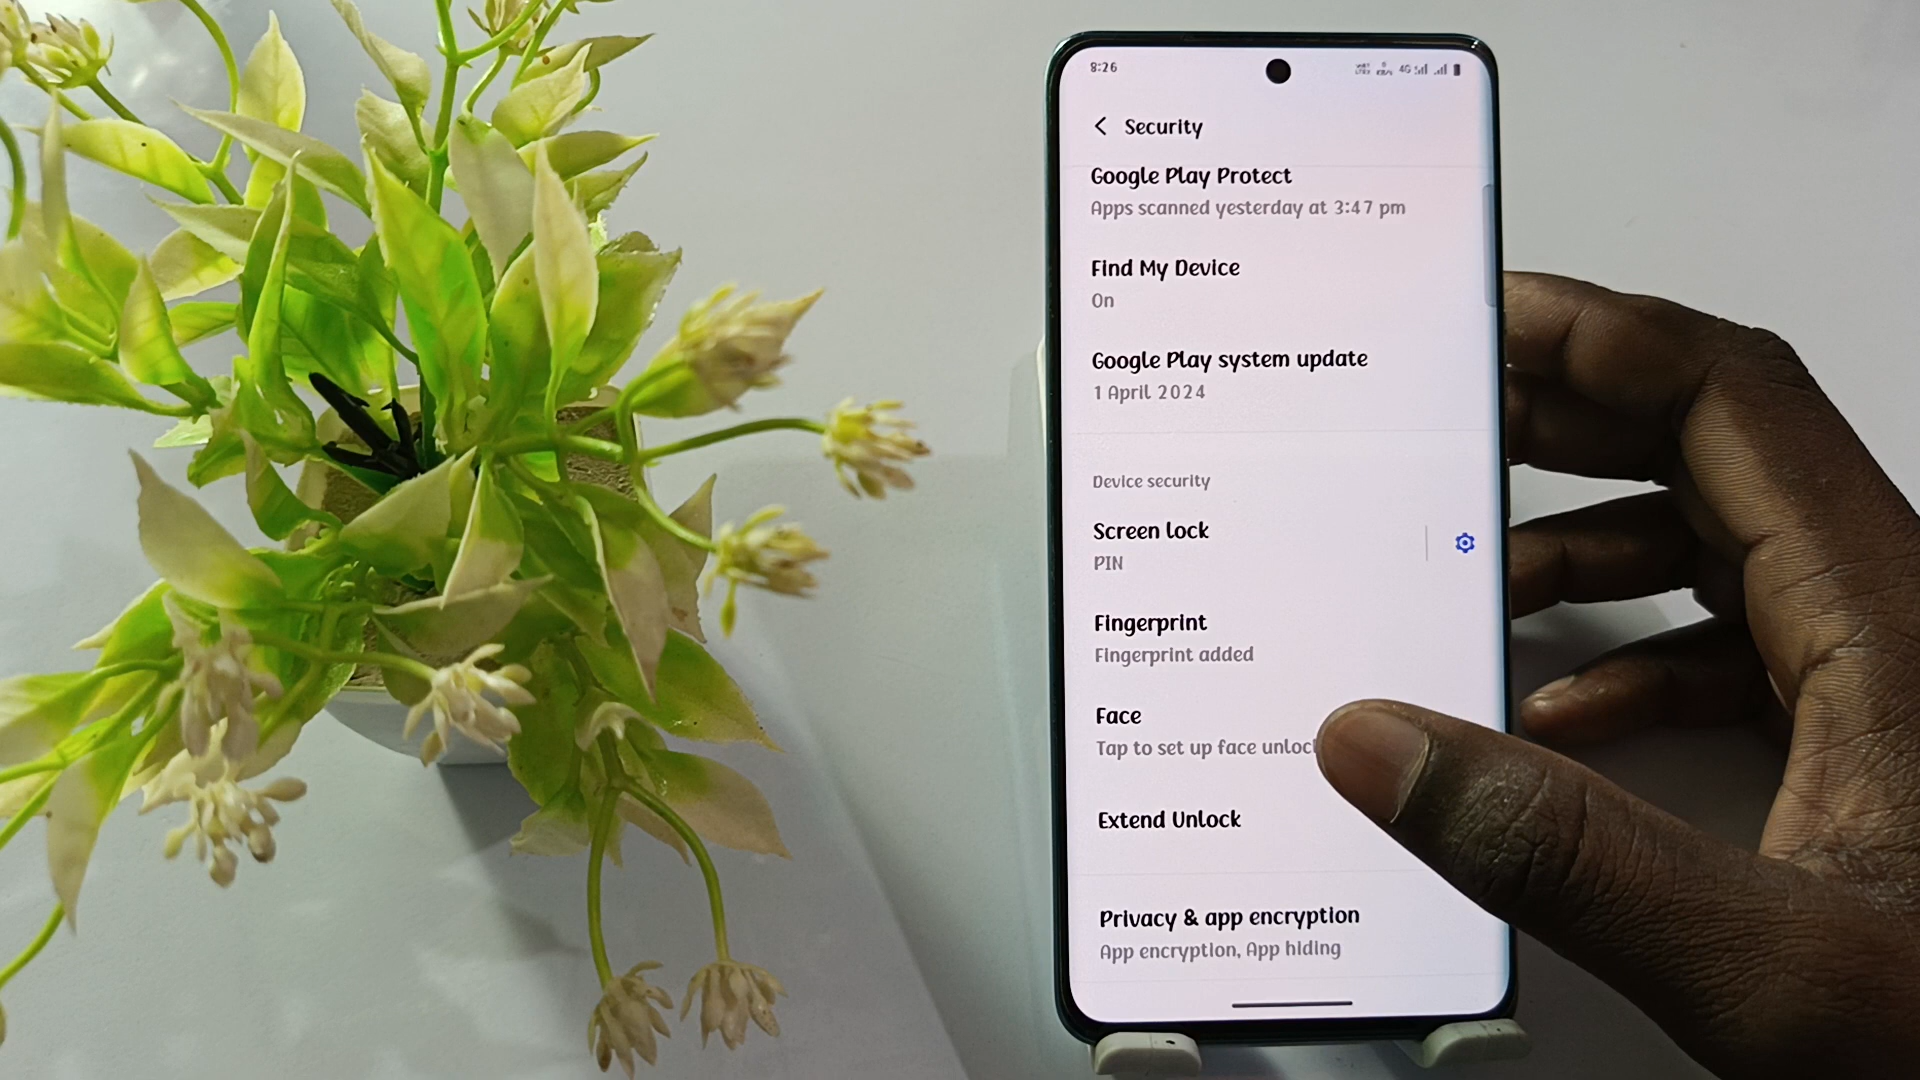 8:26
4G
Security
Google Play Protect
Apps scanned yesterday at 3:47 pm
Find My Device
On
Google Play system update
1 April 2024
Device security
Screen lock
PIN
Fingerprint
Fingerprint added
Face
Tap to set up face unlock
Extend Unlock
Privacy & app encryption
App encryption, App hiding